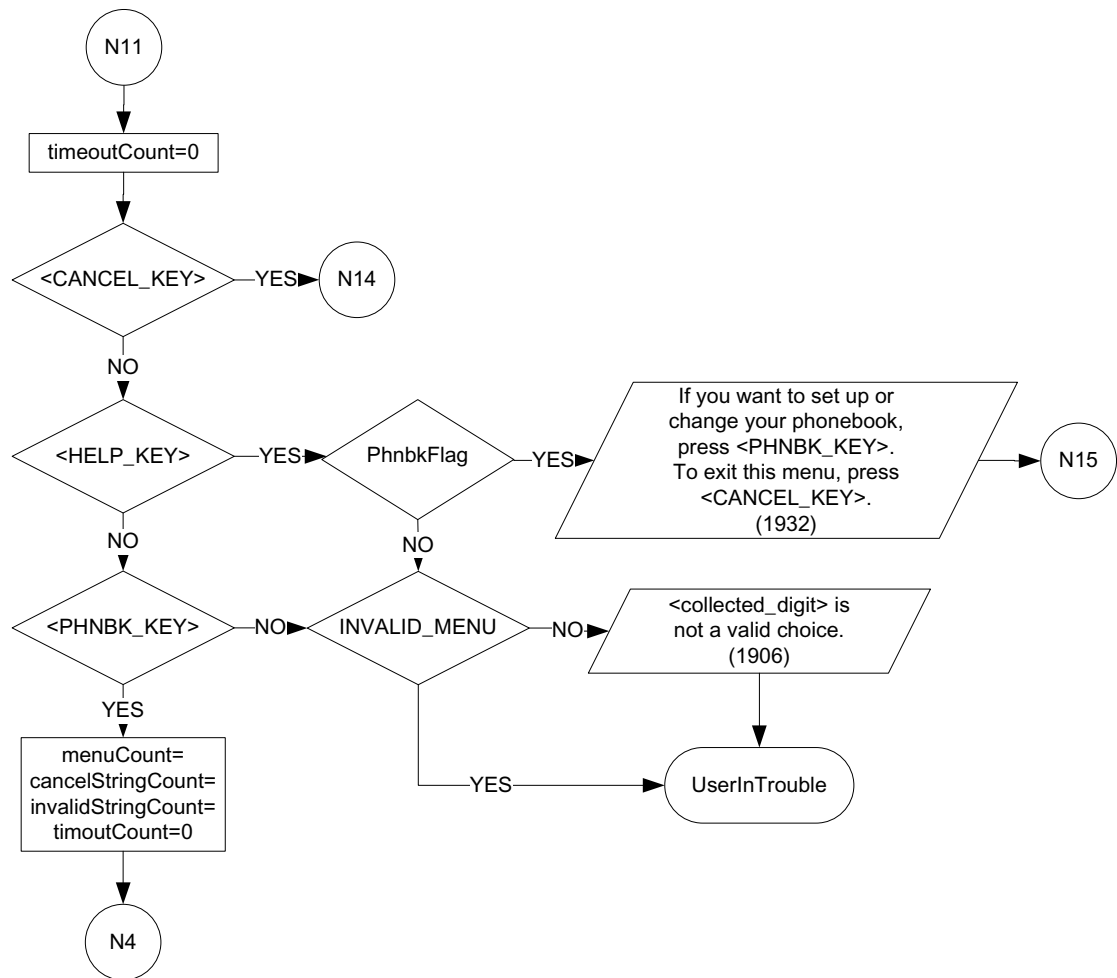 N11
timeoutCount=0
<CANCEL_KEY>
YES
N14
NO
<HELP_KEY>
YES
PhnbkFlag
YES
If you want to set up or
change your phonebook,
press <PHNBK_KEY>.
To exit this menu, press
<CANCEL_KEY>.
(1932)
N15
NO
NO
<PHNBK_KEY>
NO
INVALID_MENU
NO
<collected_digit> is
not a valid choice.
(1906)
YES
menuCount=
cancelStringCount=
invalidStringCount=
timoutCount=0
YES
UserInTrouble
N4